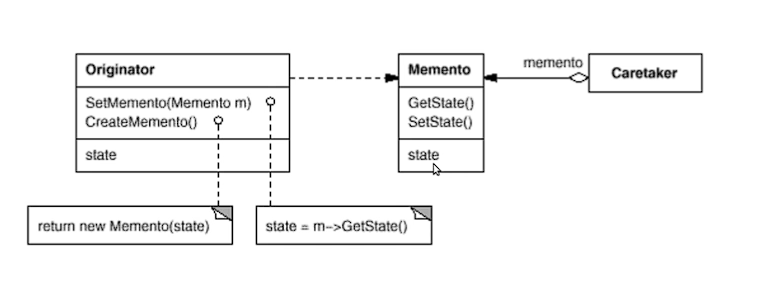 Originator
SetMemento(Memento m)
CreateMemento()
state
Memento
GetState()
SetState()
state
memento
Caretaker
return new Memento(state)
state = m->GetState()